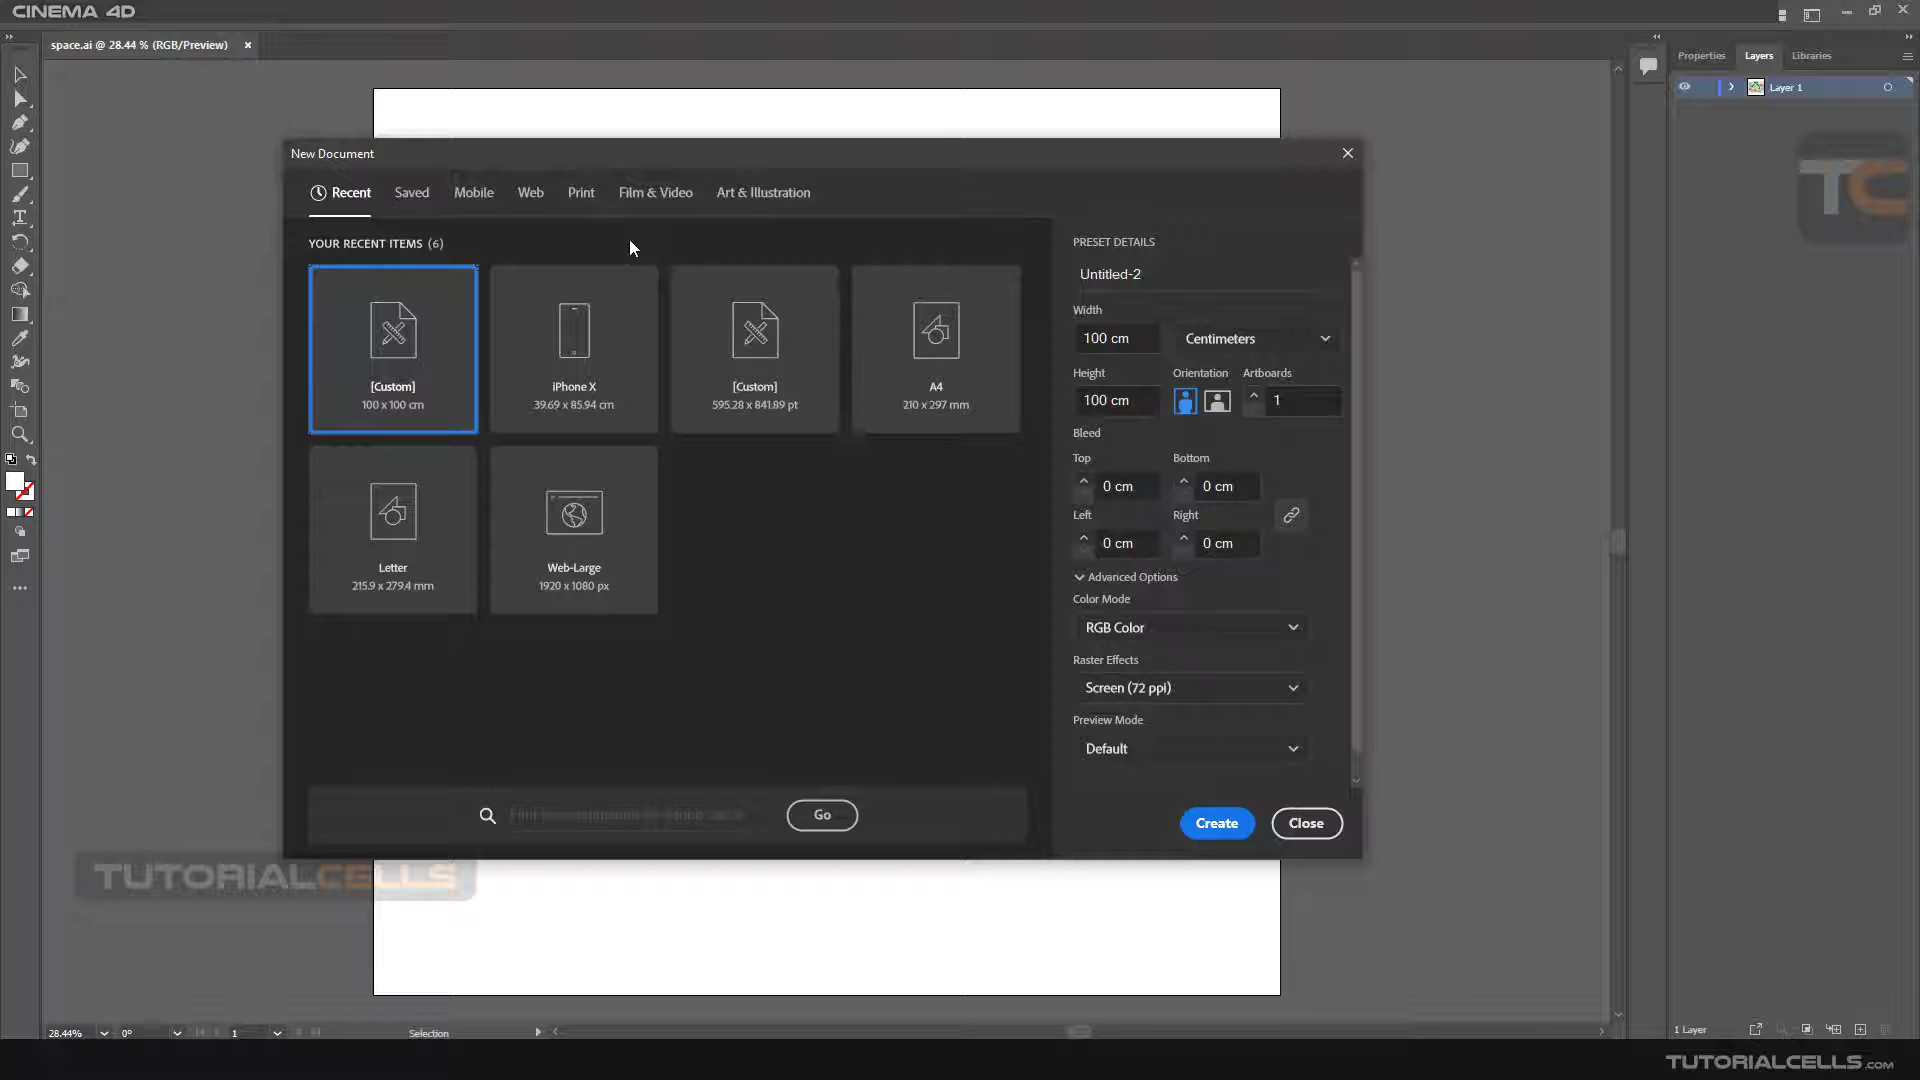 CINEMA 4D
space.ai @ 28.44 % (RGB/Preview)
Properties Layers Libraries
Layer 1
TC
New Document
Recent Saved Mobile Web Print Film & Video Art & Illustration
YOUR RECENT ITEMS (6)
[Custom]
100 x 100 cm
iPhone X
39.69 x 85.94 cm
[Custom]
595.28 x 841.89 pt
A4
210 x 297 mm
Letter
215.9 x 279.4 mm
Web-Large
1920 x 1080 px
Go
PRESET DETAILS
Untitled-2
Width
100 cm Centimeters
Height Orientation Artboards
100 cm 1
Bleed
Top Bottom
0 cm 0 cm
Left Right
0 cm 0 cm
Advanced Options
Color Mode
RGB Color
Raster Effects
Screen (72 ppi)
Preview Mode
Default
Create Close
TUTORIALCELLS
28.44% 0° 1 Selection
1 Layer
TUTORIALCELLS.COM